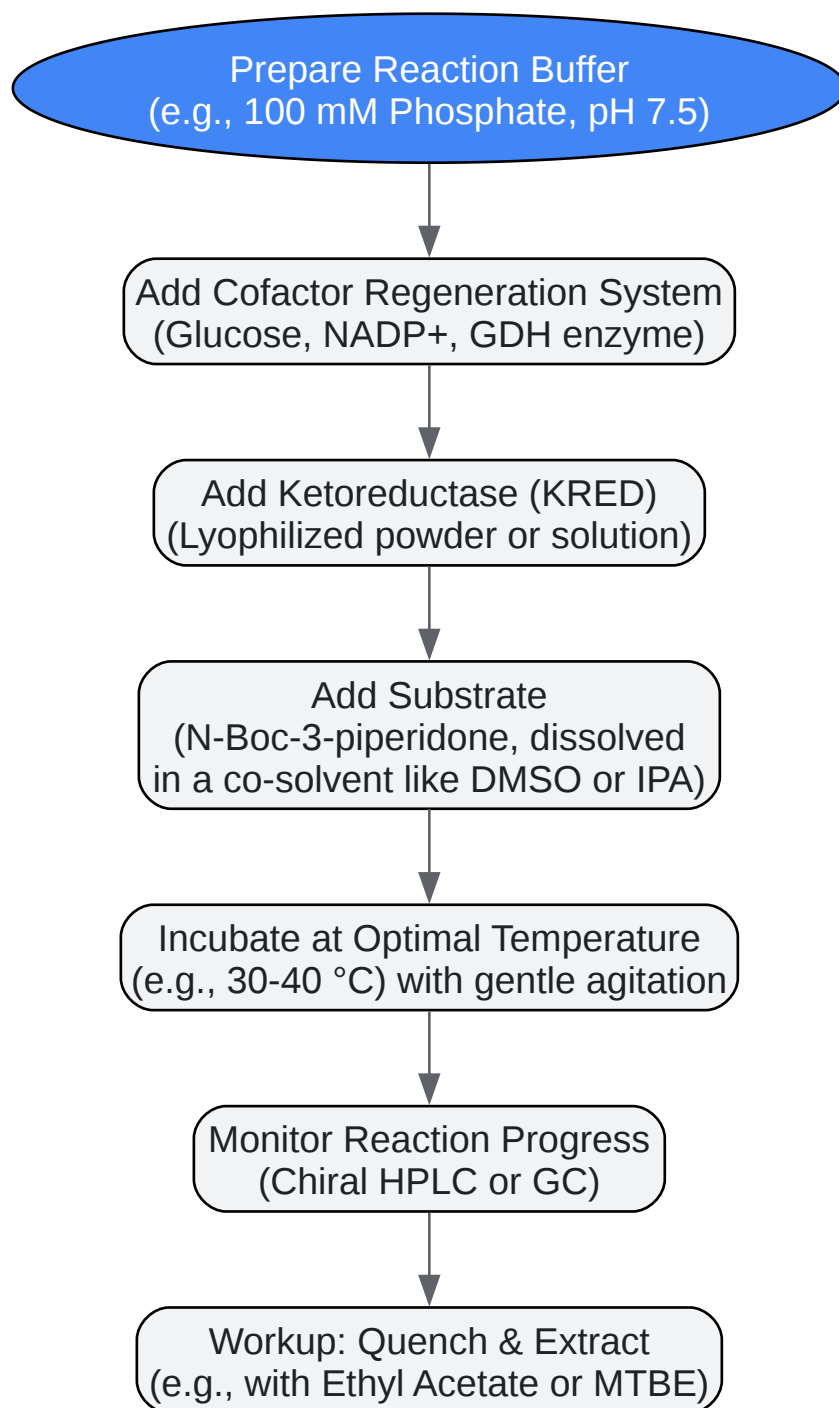 Prepare Reaction Buffer
(e.g., 100 mM Phosphate, pH 7.5)
Add Cofactor Regeneration System
(Glucose, NADP+, GDH enzyme)
Add Ketoreductase (KRED)
(Lyophilized powder or solution)
Add Substrate
(N-Boc-3-piperidone, dissolved
in a co-solvent like DMSO or IPA)
Incubate at Optimal Temperature
(e.g., 30-40 °C) with gentle agitation
Monitor Reaction Progress
(Chiral HPLC or GC)
Workup: Quench & Extract
(e.g., with Ethyl Acetate or MTBE)